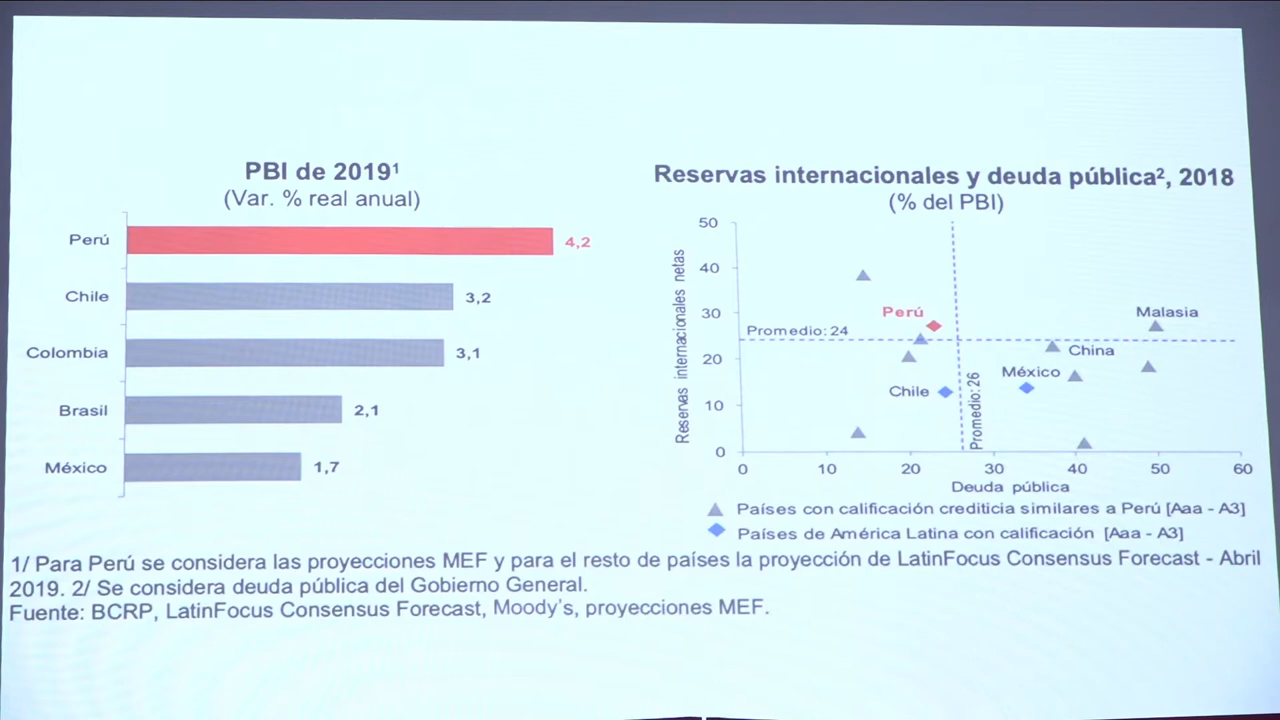 PBI de 2019¹
(Var. % real anual)
Perú 4,2
Chile 3,2
Colombia 3,1
Brasil 2,1
México 1,7
Reservas internacionales y deuda pública², 2018
(% del PBI)
Reservas internacionales netas
50
40
30
20
10
0
Perú
Malasia
Promedio: 24
China
México
Chile
Promedio: 26
0 10 20 30 40 50 60
Deuda pública
Países con calificación crediticia similares a Perú [Aaa - A3]
Países de América Latina con calificación [Aaa - A3]
1/ Para Perú se considera las proyecciones MEF y para el resto de países la proyección de LatinFocus Consensus Forecast - Abril
2019. 2/ Se considera deuda pública del Gobierno General.
Fuente: BCRP, LatinFocus Consensus Forecast, Moody's, proyecciones MEF.